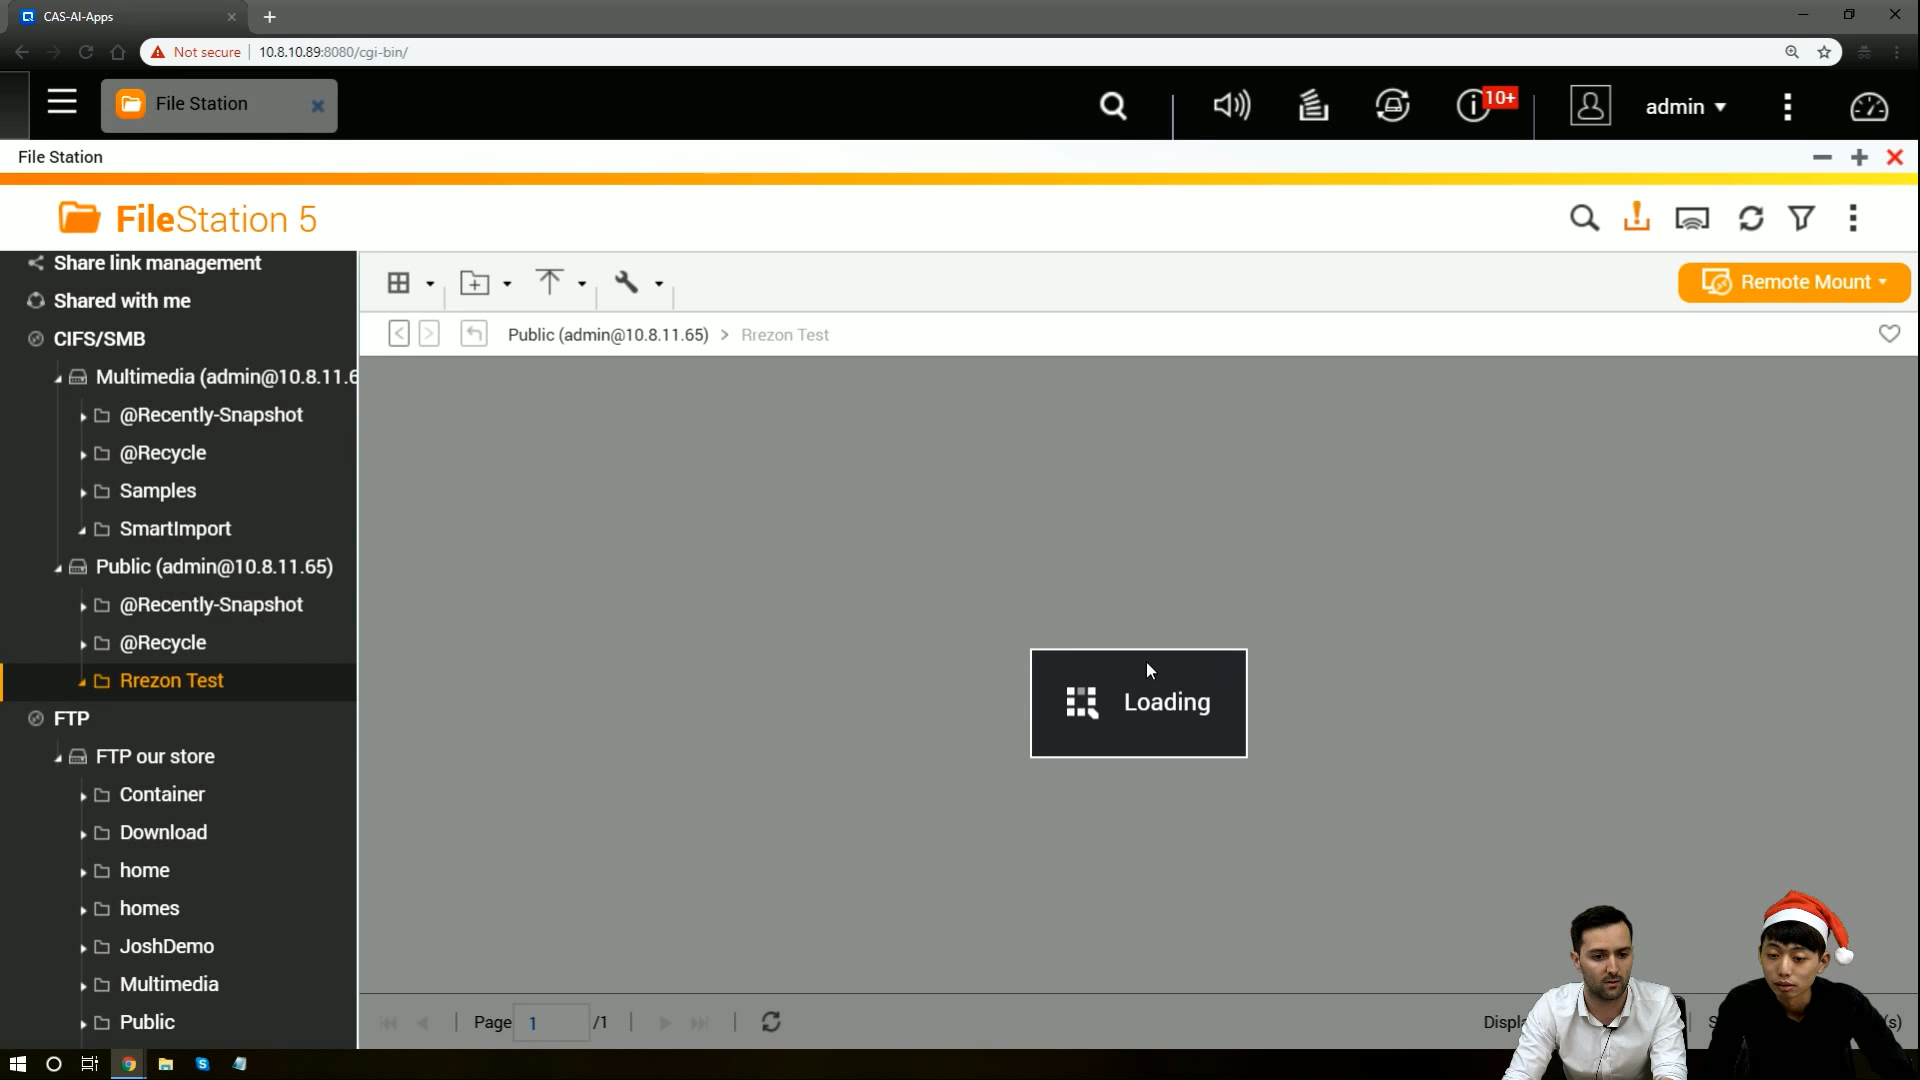 CAS-AI-Apps
Not secure
10.8.10.89:8080/cgi-bin/
File Station
10+
admin
File Station
FileStation 5
Share link management
Shared with me
CIFS/SMB
Multimedia (admin@10.8.11.6
@Recently-Snapshot
@Recycle
Samples
SmartImport
Public (admin@10.8.11.65)
@Recently-Snapshot
@Recycle
Rrezon Test
FTP
FTP our store
Container
Download
home
homes
JoshDemo
Multimedia
Public
Remote Mount
Public (admin@10.8.11.65) > Rrezon Test
Loading
Page 1 /1